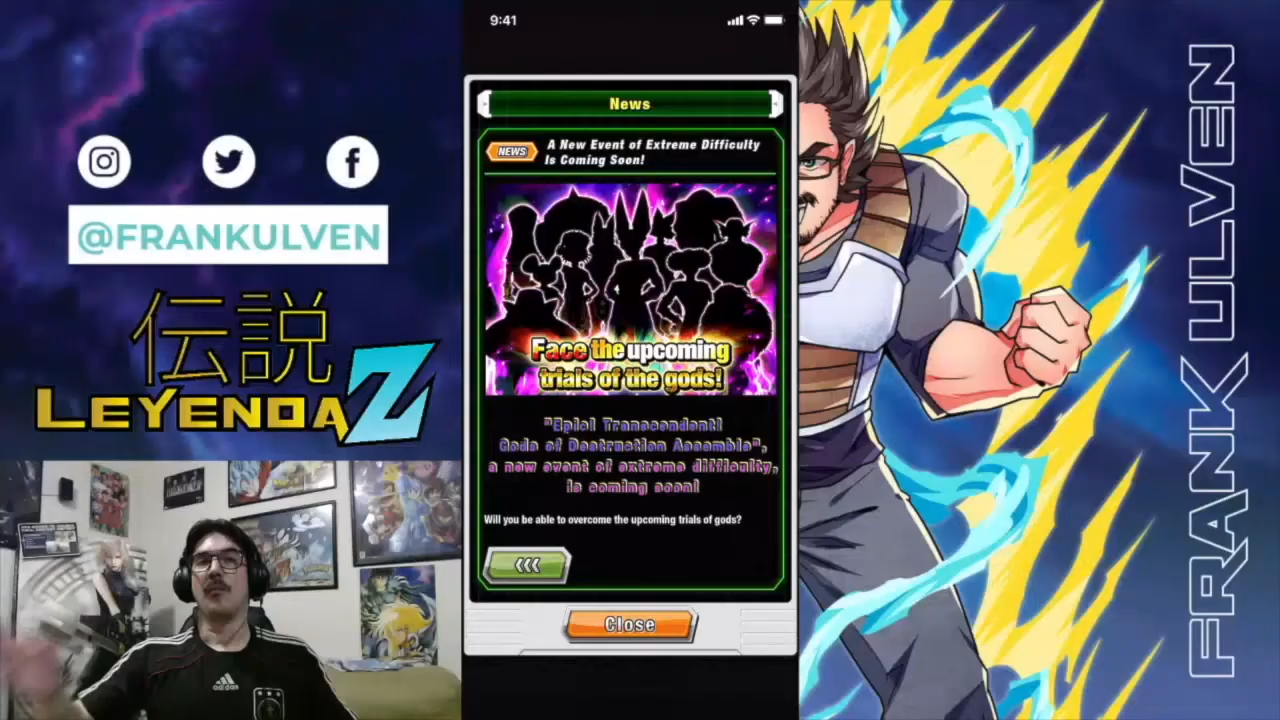 @FRANKULVEN
伝説
LEYENDA Z
9:41
News
NEWS
A New Event of Extreme Difficulty
Is Coming Soon!
Face the upcoming
trials of the gods!
"Epic! Transcendent!
Gods of Destruction Assemble",
a new event of extreme difficulty,
is coming soon!
Will you be able to overcome the upcoming trials of gods?
Close
FRANK ULVEN
adidas